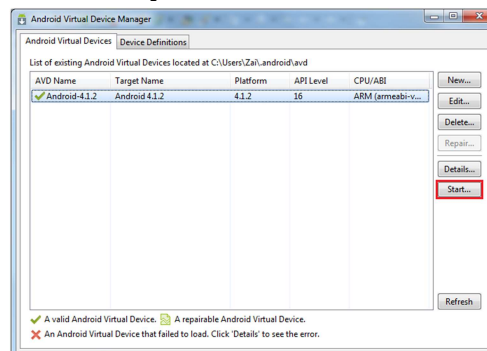 Android Virtual Device Manager
Android Virtual Devices Device Definitions
List of existing Android Virtual Devices located at C:\Users\Zai\.android\avd
AVD Name Target Name Platform API Level CPU/ABI
Android-4.1.2 Android 4.1.2 4.1.2 16 ARM (armeabi-v...
New...
Edit...
Delete...
Repair...
Details...
Start...
Refresh
A valid Android Virtual Device. A repairable Android Virtual Device.
An Android Virtual Device that failed to load. Click 'Details' to see the error.